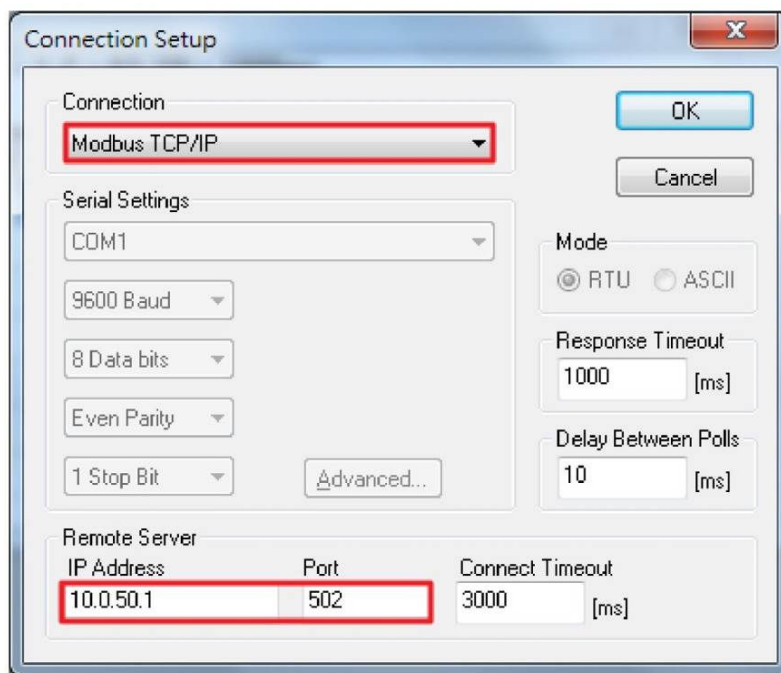 Connection Setup
x
Connection
Modbus TCP/IP
OK
Cancel
Serial Settings
COM1
9600 Baud
8 Data bits
Even Parity
1 Stop Bit
Advanced...
Mode
RTU ASCII
Response Timeout
1000 [ms]
Delay Between Polls
10 [ms]
Remote Server
IP Address Port Connect Timeout
10.0.50.1 502 3000 [ms]